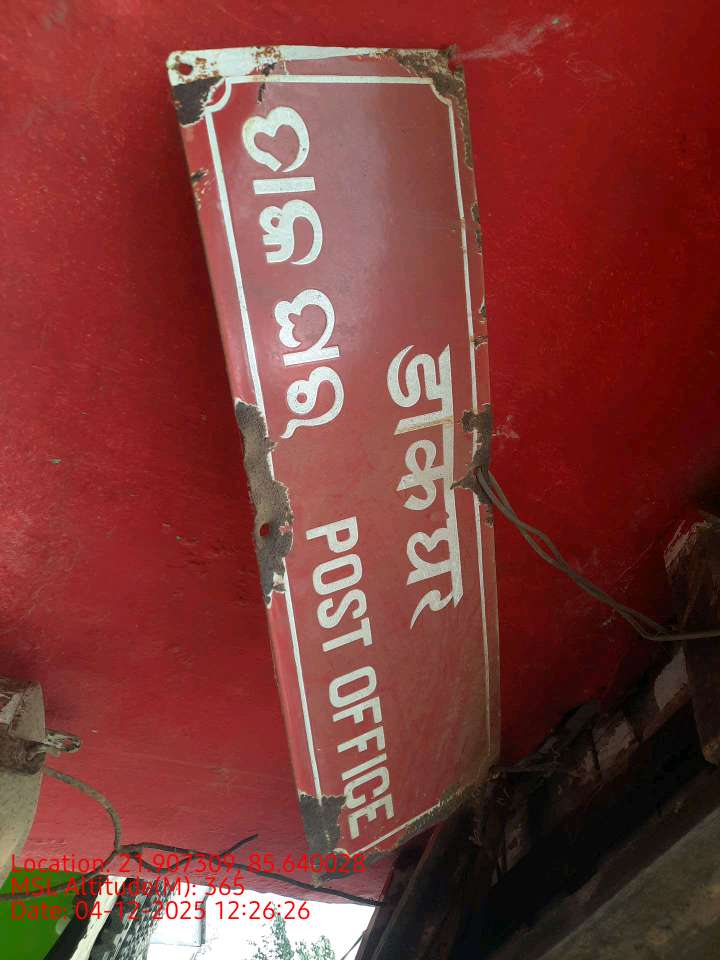 डाकघर
ଡାକ ଘର POST OFFICE
Location: 21.907309, 85.640028
MSL Altitude(M): 365
Date: 04-12-2025 12:26:26